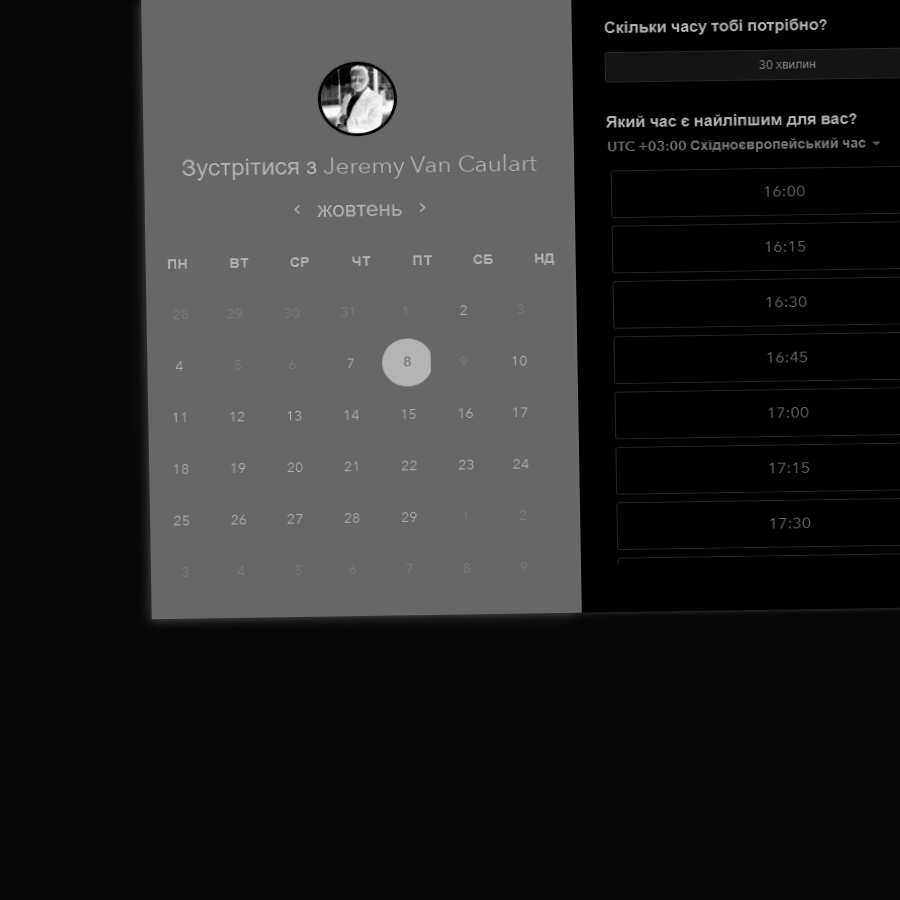 Зустрітися з Jeremy Van Caulart
жовтень
ПН ВТ СР ЧТ ПТ СБ НД
28 29 30 31 1 2 3
4 5 6 7 8 9 10
11 12 13 14 15 16 17
18 19 20 21 22 23 24
25 26 27 28 29 1 2
3 4 5 6 7 8 9
Скільки часу тобі потрібно?
30 хвилин
Який час є найліпшим для вас?
UTC +03:00 Східноєвропейський час
16:00
16:15
16:30
16:45
17:00
17:15
17:30